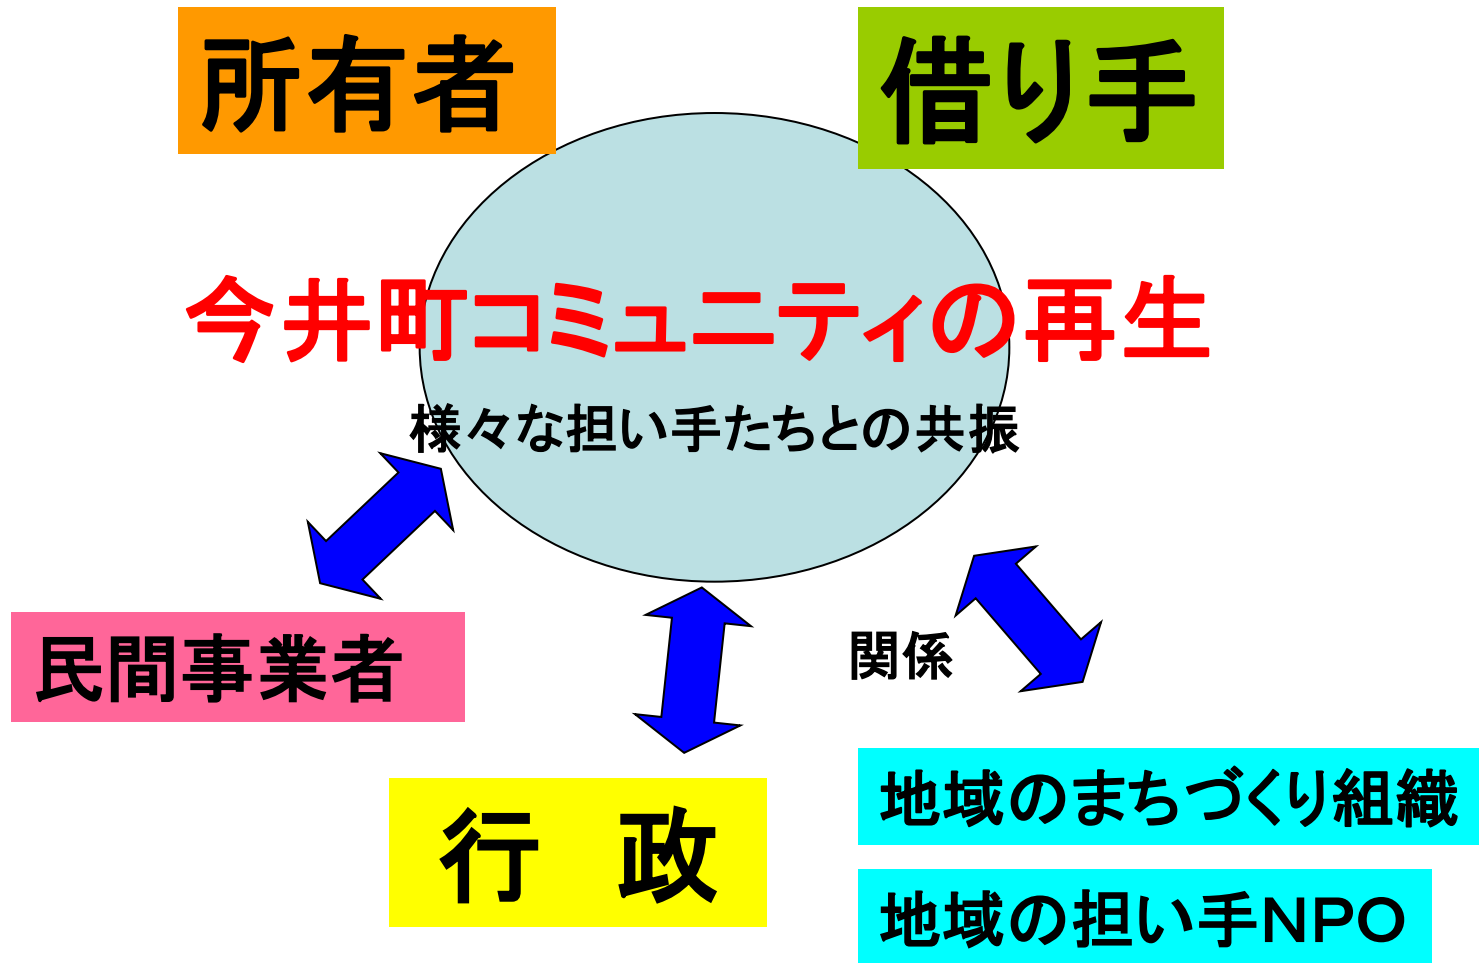 所有者
借り手
今井町コミュニティの再生
様々な担い手たちとの共振
民間事業者
関係
行　政
地域のまちづくり組織
地域の担い手ＮＰＯ